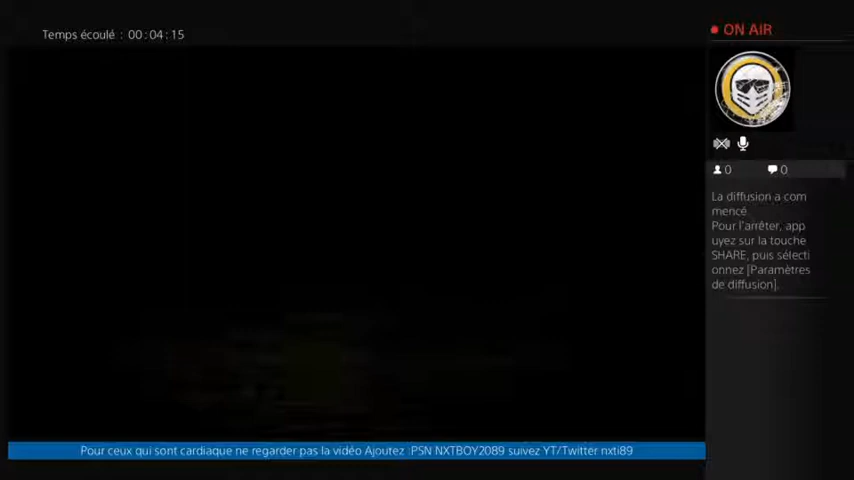 Temps écoulé : 00:04:15
ON AIR
0 0
La diffusion a com
mencé
Pour l'arrêter, app
uyez sur la touche
SHARE, puis sélecti
onnez [Paramètres
de diffusion].
Pour ceux qui sont cardiaque ne regarder pas la vidéo Ajoutez :PSN NXTBOY2089 suivez YT/Twitter nxti89